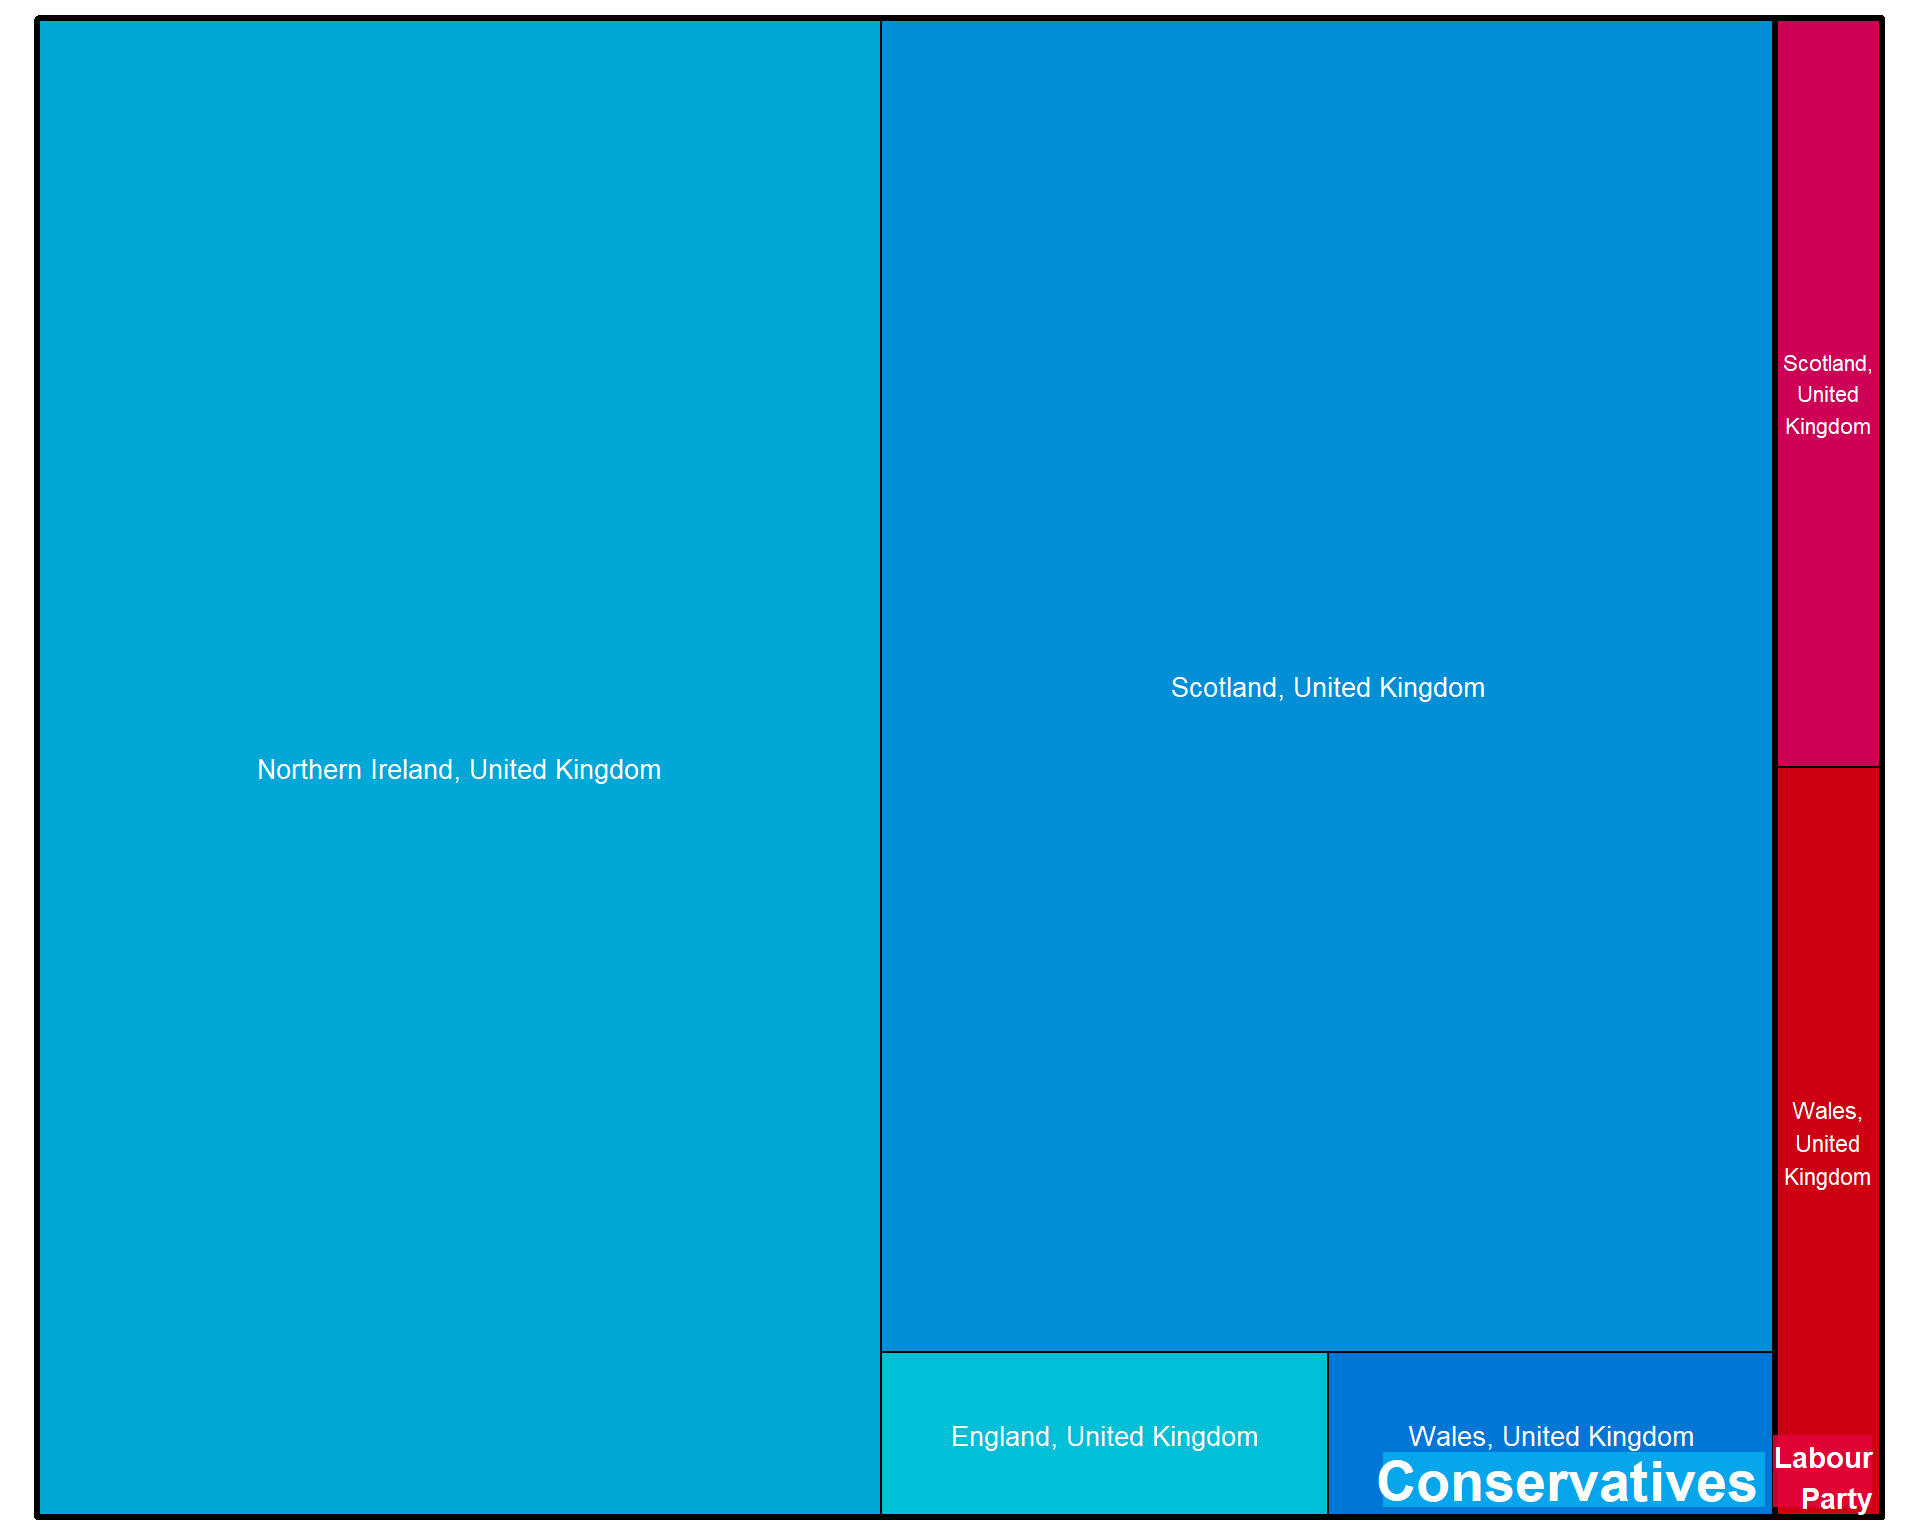 Northern Ireland, United Kingdom
Scotland, United Kingdom
England, United Kingdom
Wales, United Kingdom
Conservatives
Scotland,
United
Kingdom
Wales,
United
Kingdom
Labour
Party